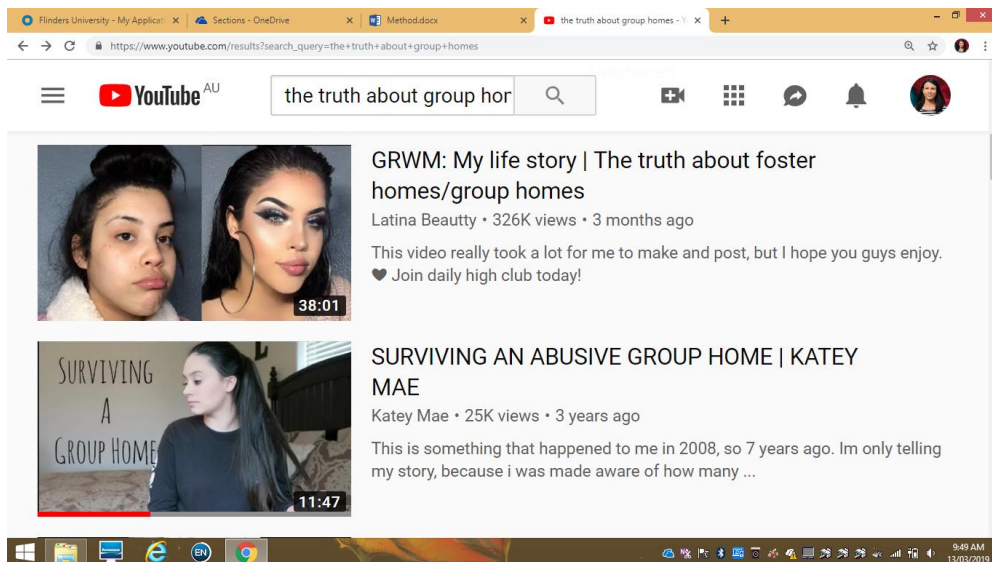 Flinders University - My Applicati
Sections - OneDrive
Method.docx
the truth about group homes - Y
https://www.youtube.com/results?search_query=the+truth+about+group+homes
YouTube AU
the truth about group hor
GRWM: My life story | The truth about foster
homes/group homes
Latina Beautty • 326K views • 3 months ago
This video really took a lot for me to make and post, but I hope you guys enjoy.
♥ Join daily high club today!
38:01
SURVIVING AN ABUSIVE GROUP HOME | KATEY
MAE
Katey Mae • 25K views • 3 years ago
This is something that happened to me in 2008, so 7 years ago. Im only telling
my story, because i was made aware of how many ...
SURVIVING
A
GROUP HOME
11:47
EN
9:49 AM
13/03/2019